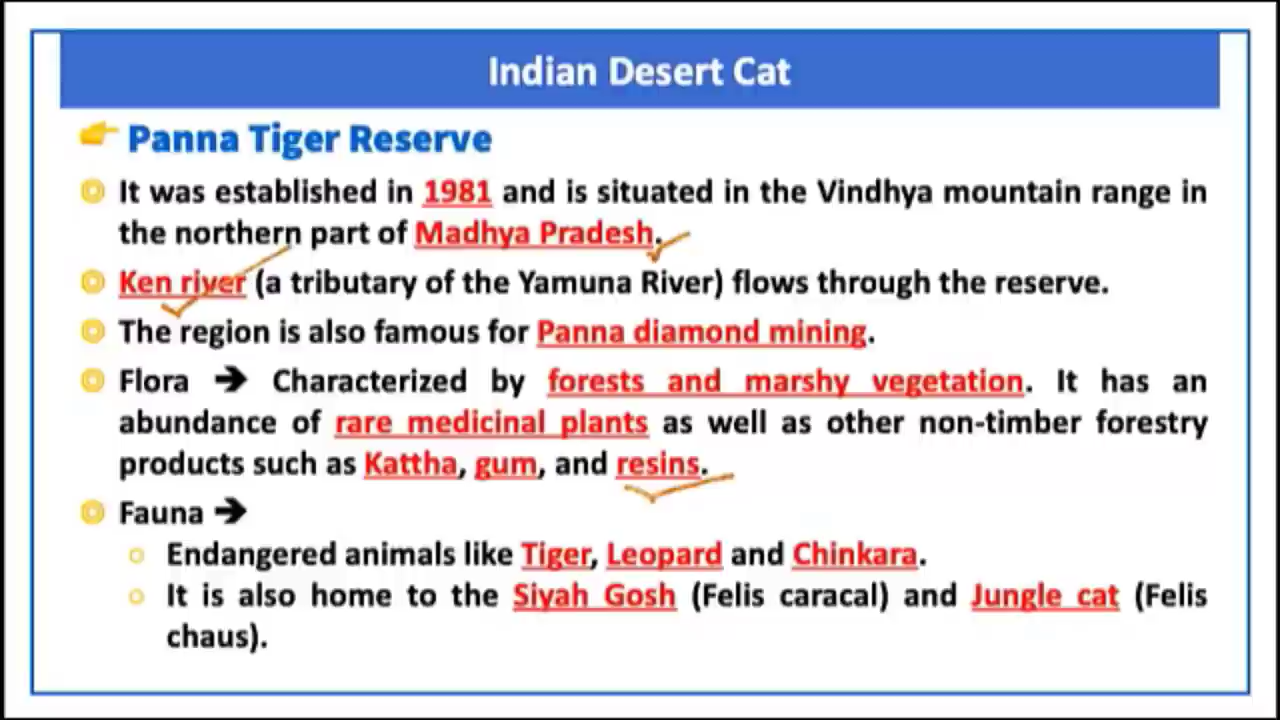 Indian Desert Cat
Panna Tiger Reserve
It was established in 1981 and is situated in the Vindhya mountain range in
the northern part of Madhya Pradesh.
Ken river (a tributary of the Yamuna River) flows through the reserve.
The region is also famous for Panna diamond mining.
Flora ➔ Characterized by forests and marshy vegetation. It has an
abundance of rare medicinal plants as well as other non-timber forestry
products such as Kattha, gum, and resins.
Fauna ➔
Endangered animals like Tiger, Leopard and Chinkara.
It is also home to the Siyah Gosh (Felis caracal) and Jungle cat (Felis
chaus).